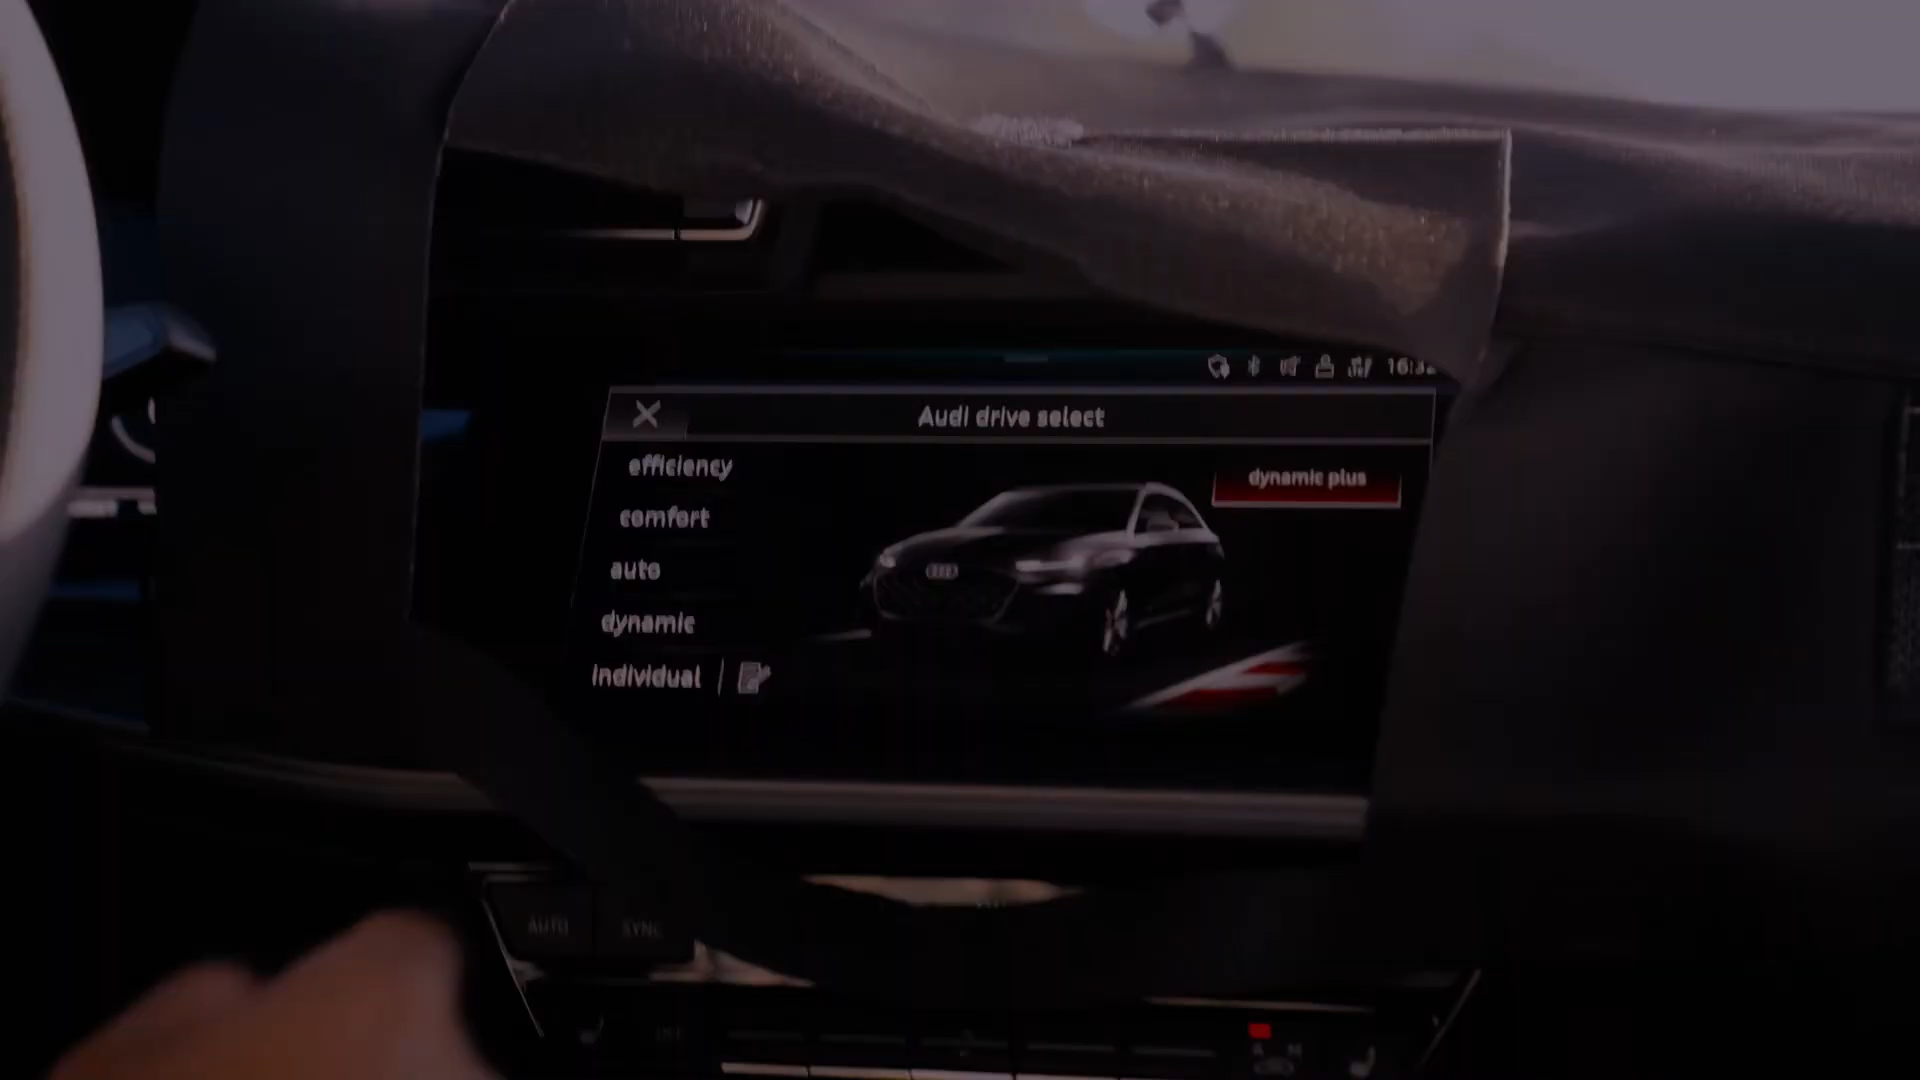 Audi drive select
efficiency
dynamic plus
comfort
auto
dynamic
individual
AUTO
SYNC